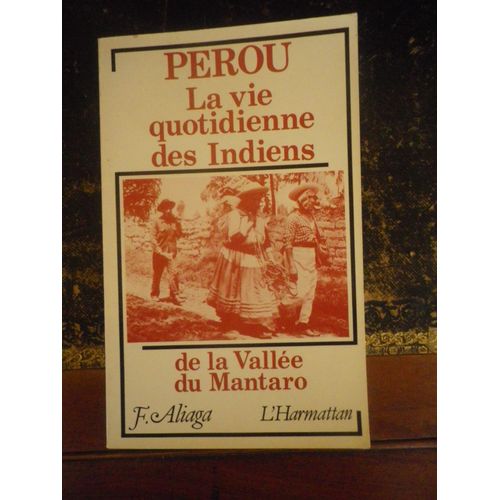 PEROU
La vie
quotidienne
des Indiens
de la Vallée
du Mantaro
F. Aliaga L'Harmattan